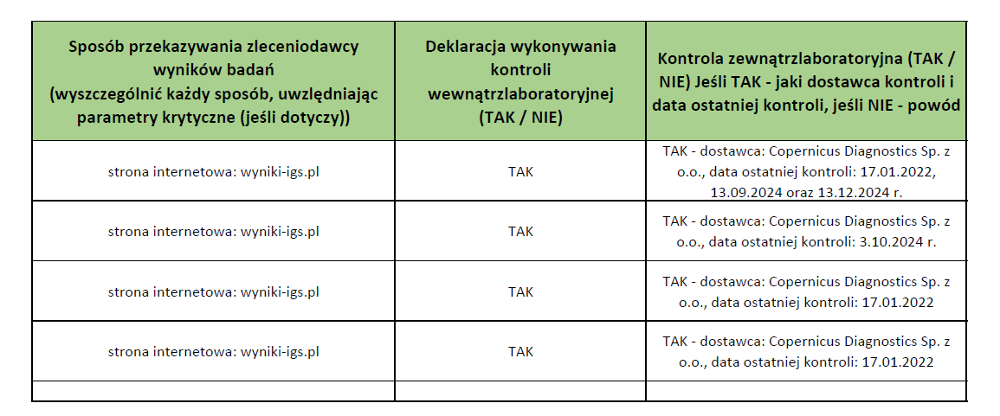 Sposób przekazywania zleceniodawcy
wyników badań
(wyszczególnić każdy sposób, uwzlędniając
parametry krytyczne (jeśli dotyczy))
Deklaracja wykonywania
kontroli
wewnątrzlaboratoryjnej
(TAK / NIE)
Kontrola zewnątrzlaboratoryjna (TAK /
NIE) Jeśli TAK - jaki dostawca kontroli i
data ostatniej kontroli, jeśli NIE - powód
strona internetowa: wyniki-igs.pl
TAK
TAK - dostawca: Copernicus Diagnostics Sp. z
o.o., data ostatniej kontroli: 17.01.2022,
13.09.2024 oraz 13.12.2024 r.
strona internetowa: wyniki-igs.pl
TAK
TAK - dostawca: Copernicus Diagnostics Sp. z
o.o., data ostatniej kontroli: 3.10.2024 r.
strona internetowa: wyniki-igs.pl
TAK
TAK - dostawca: Copernicus Diagnostics Sp. z
o.o., data ostatniej kontroli: 17.01.2022
strona internetowa: wyniki-igs.pl
TAK
TAK - dostawca: Copernicus Diagnostics Sp. z
o.o., data ostatniej kontroli: 17.01.2022